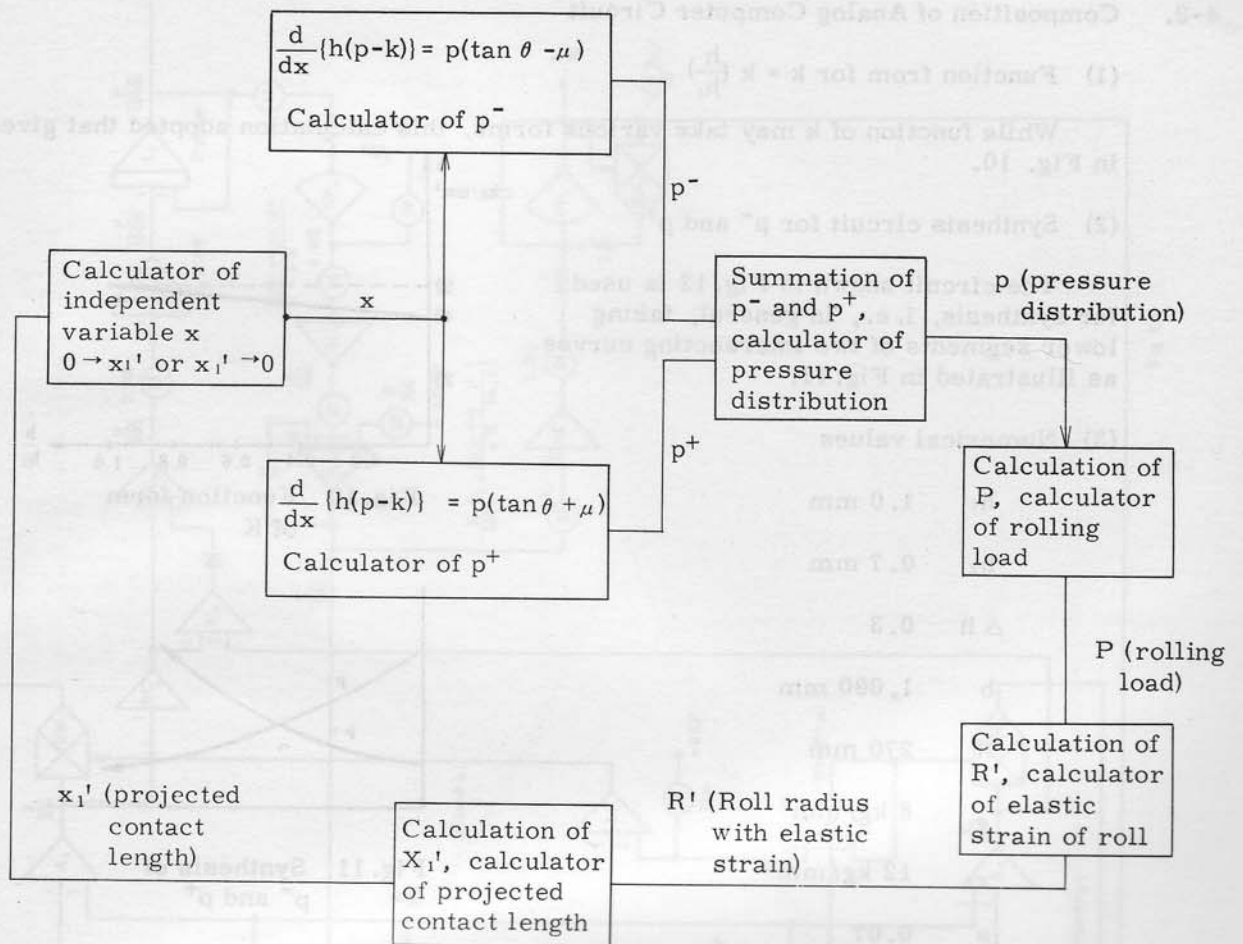 d/dx {h(p-k)} = p(tan θ - μ)
Calculator of p⁻
p⁻
Calculator of
independent
variable x
0 → x₁' or x₁' → 0
x
Summation of
p⁻ and p⁺,
calculator of
pressure
distribution
p (pressure
distribution)
p⁺
d/dx {h(p-k)} = p(tan θ + μ)
Calculator of p⁺
Calculation of
P, calculator
of rolling
load
P (rolling
load)
Calculation of
R', calculator
of elastic
strain of roll
R' (Roll radius
with elastic
strain)
Calculation of
X₁', calculator
of projected
contact length
x₁' (projected
contact
length)